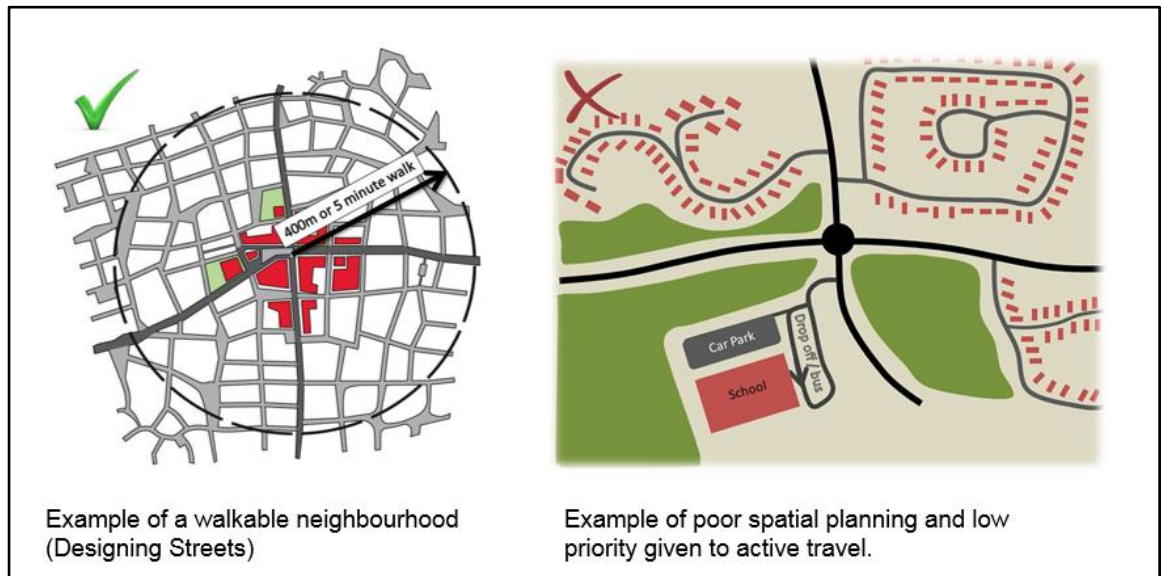 400m or 5 minute walk
Car Park
School
Drop off / bus
Example of a walkable neighbourhood
(Designing Streets)
Example of poor spatial planning and low
priority given to active travel.